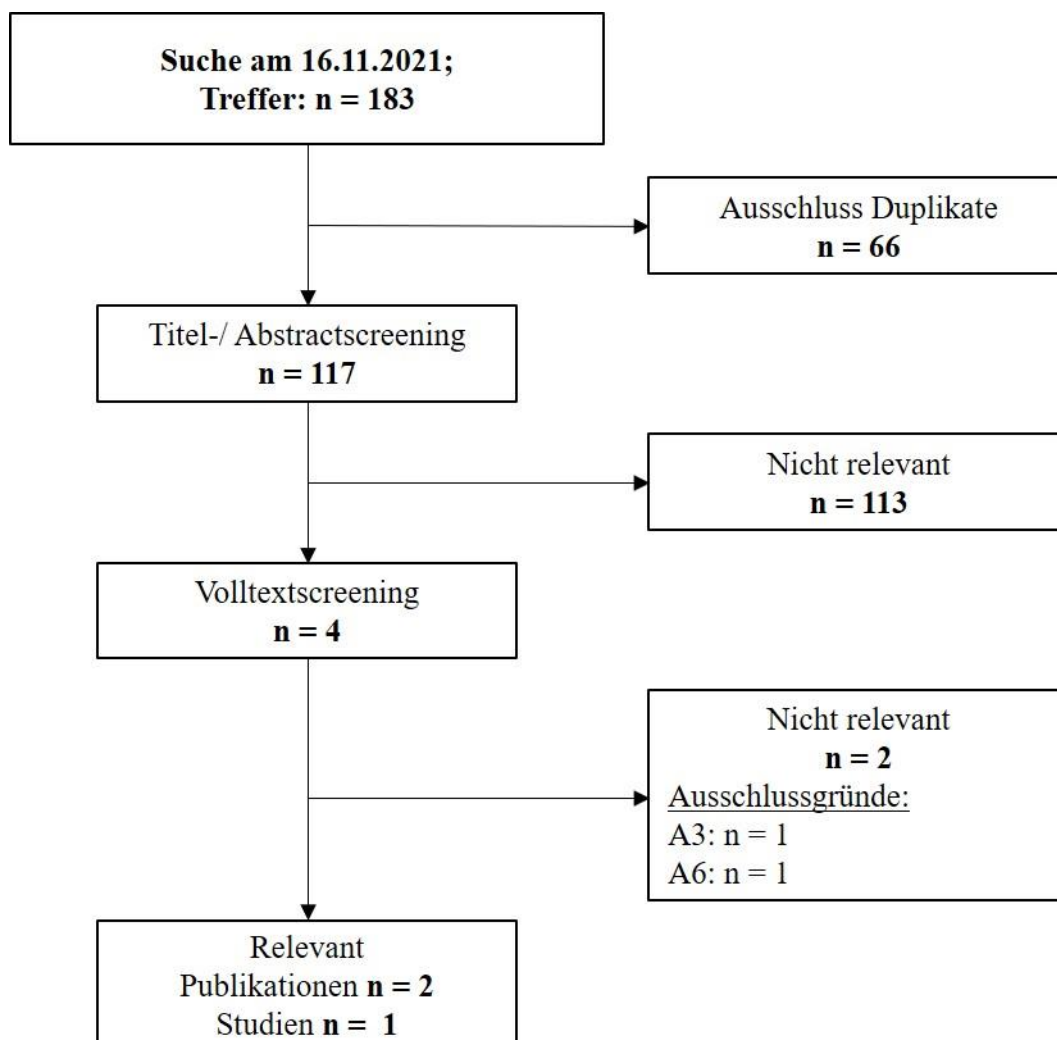 Suche am 16.11.2021;
Treffer: n = 183
Ausschluss Duplikate
n = 66
Titel-/ Abstractscreening
n = 117
Nicht relevant
n = 113
Volltextscreening
n = 4
Nicht relevant
n = 2
Ausschlussgründe:
A3: n = 1
A6: n = 1
Relevant
Publikationen n = 2
Studien n = 1